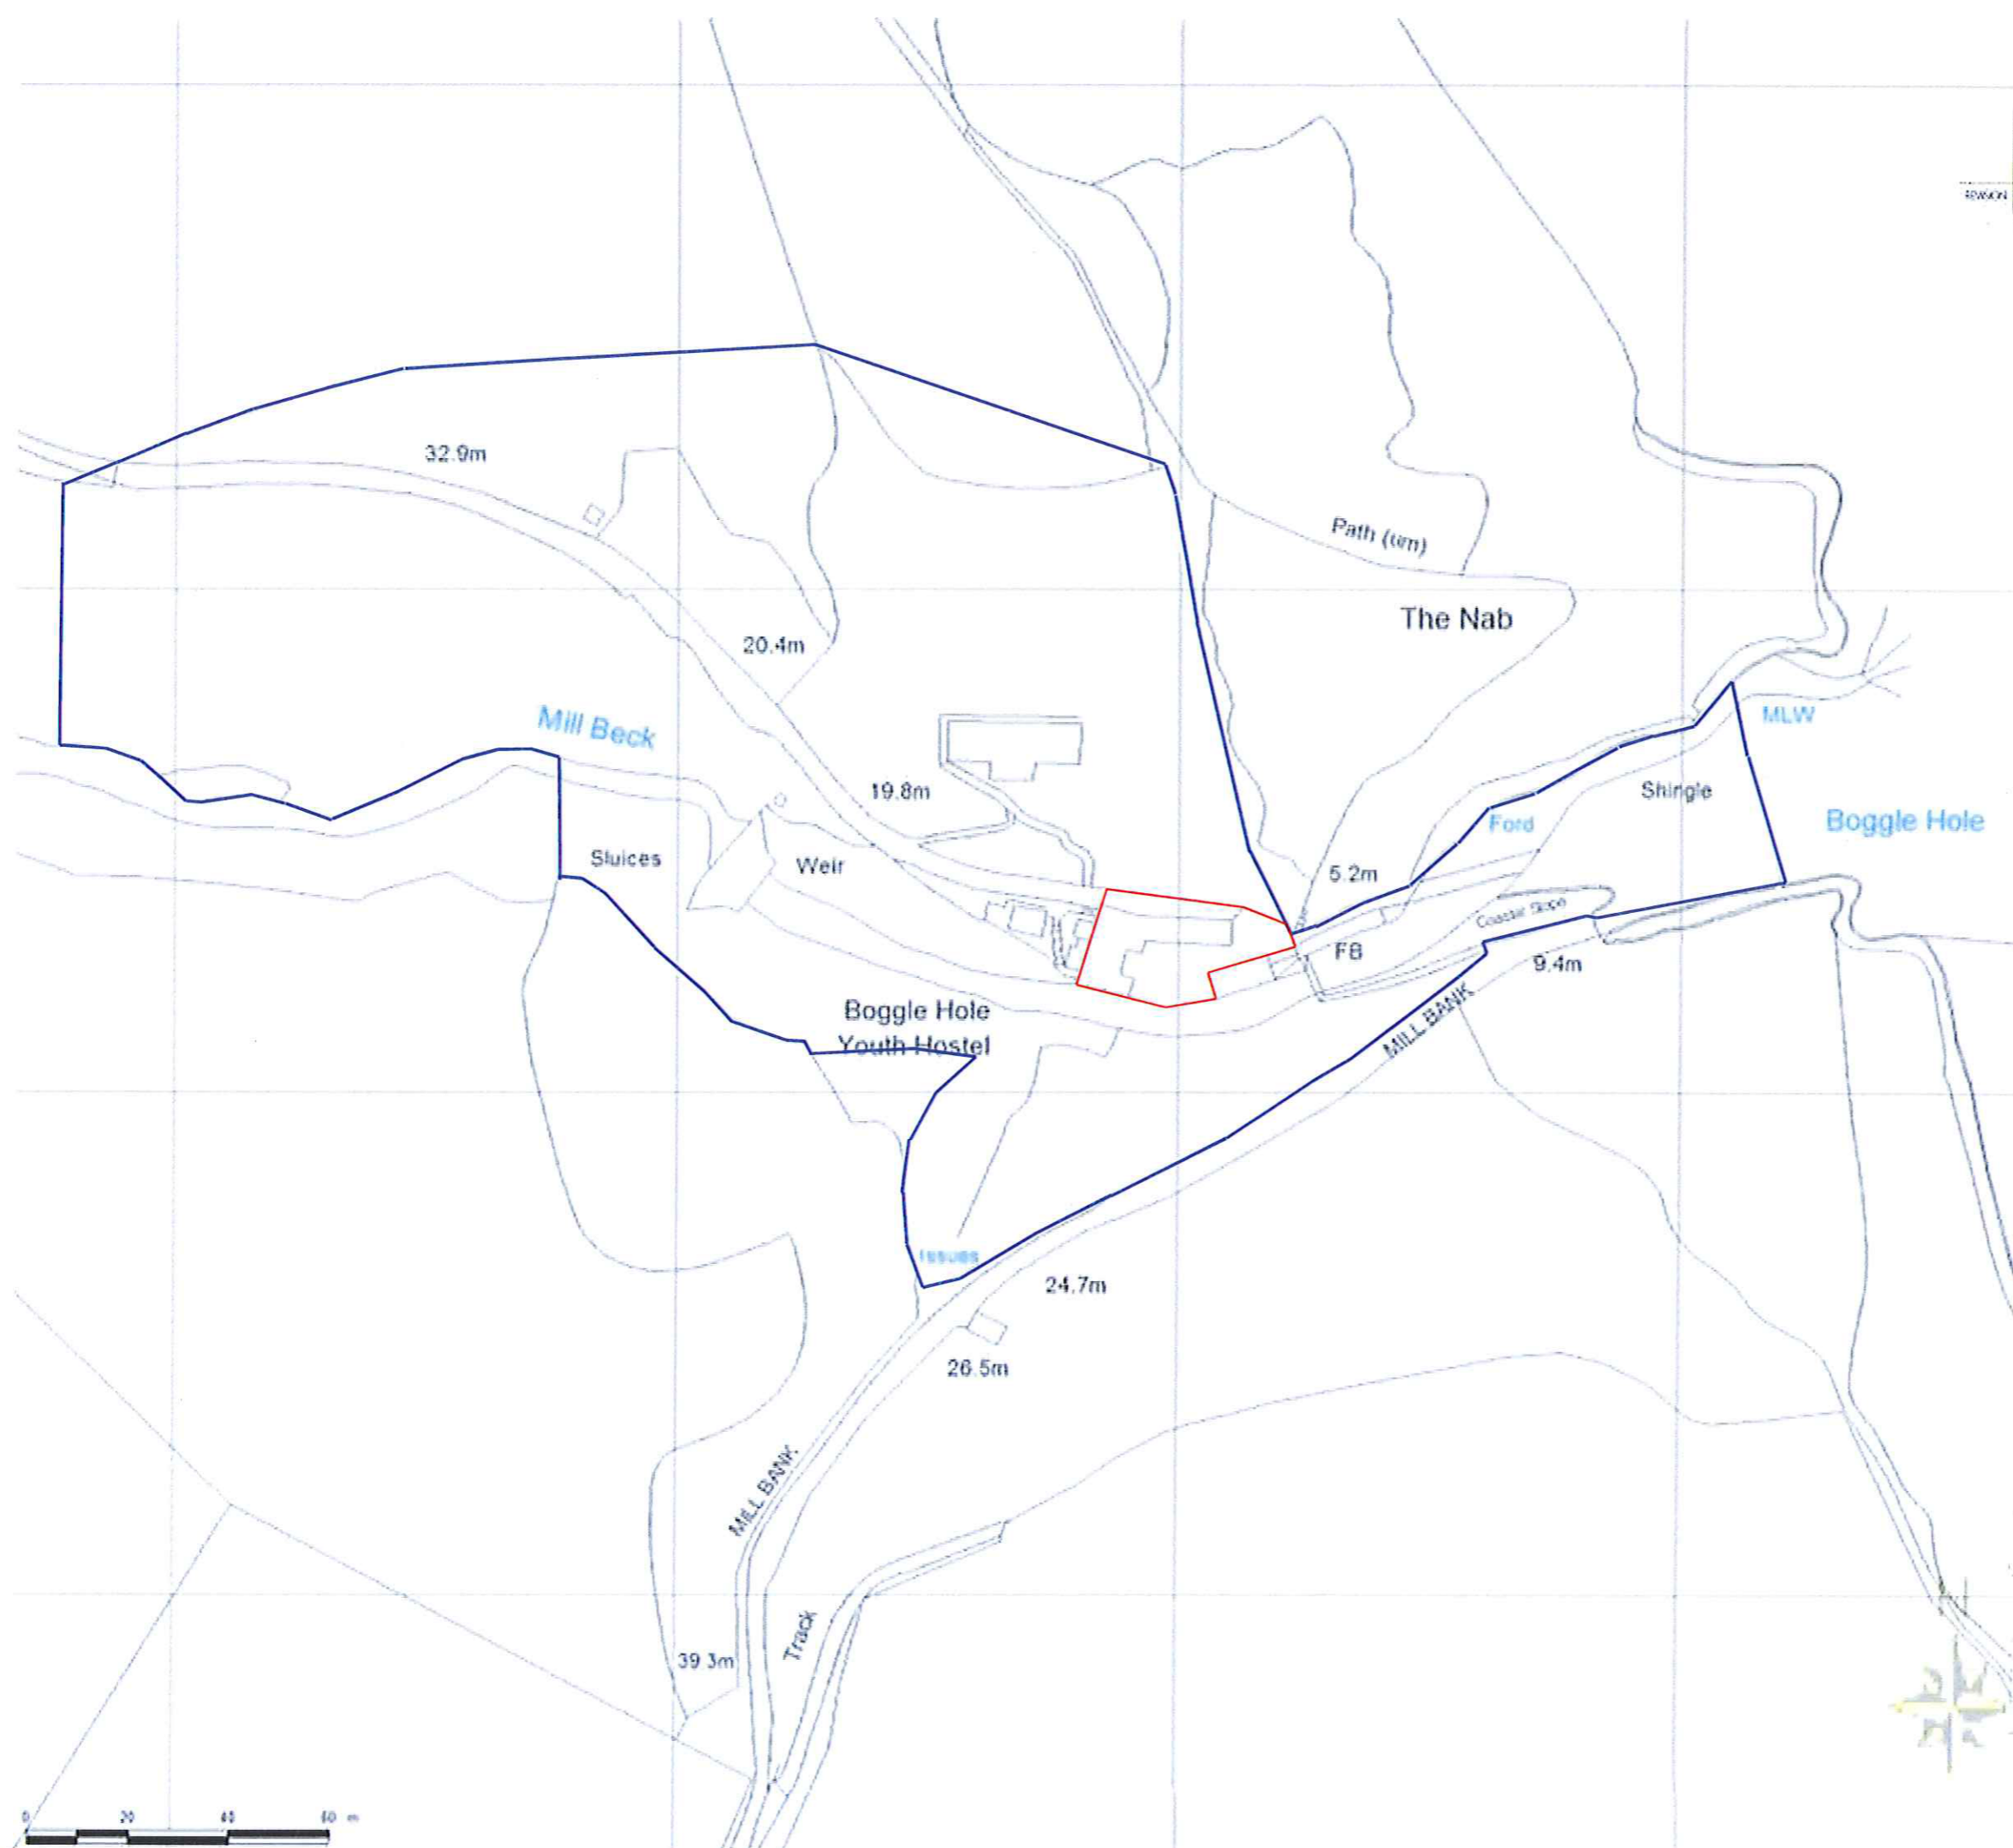 32.9m
Path (um)
The Nab
20.4m
Mill Beck
MLW
19.8m
Shingle
Boggle Hole
Ford
Sluices
Weir
5.2m
Coastal Slope
FB
9.4m
Boggle Hole
Youth Hostel
MILL BANK
Issues
24.7m
26.5m
MILL BANK
Track
39.3m
0 20 40 60 m